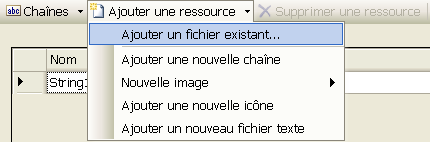 abc Chaînes Ajouter une ressource Supprimer une ressource
Ajouter un fichier existant...
Nom
Ajouter une nouvelle chaîne
String
Nouvelle image
Ajouter une nouvelle icône
Ajouter un nouveau fichier texte